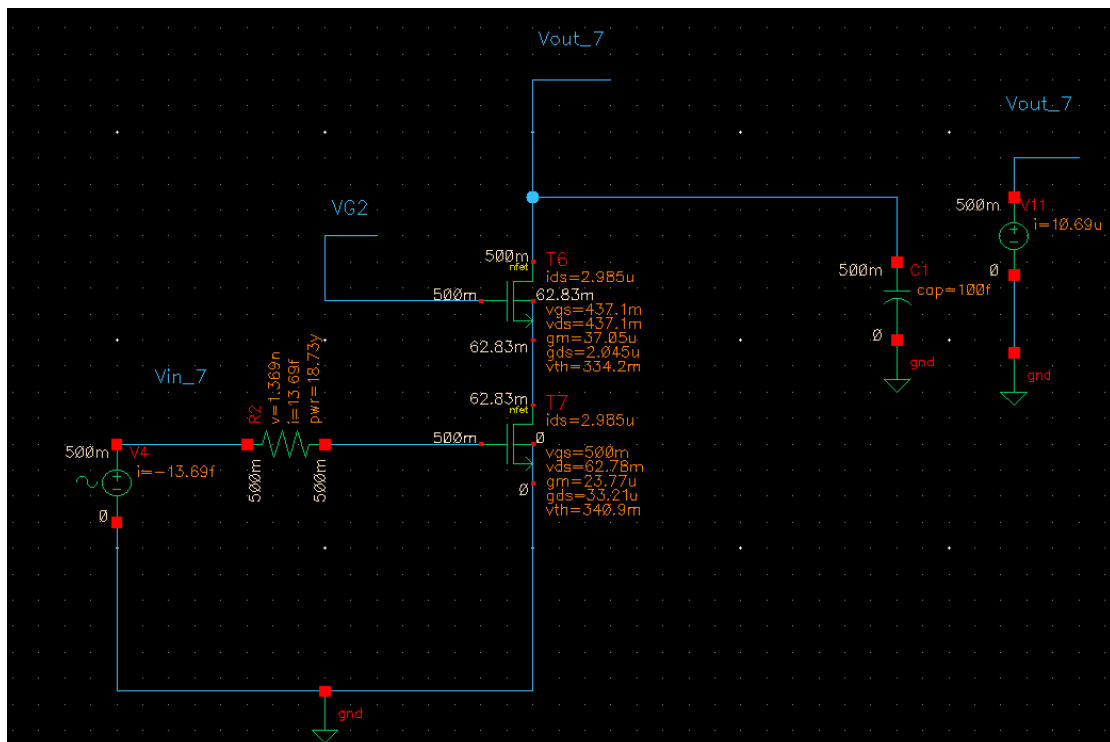 Vout_7
Vout_7
VG2
500m
V11
i=10.69u
0
gnd
500m
nfet
T6
ids=2.985u
500m
62.83m
vgs=437.1m
vds=437.1m
gm=37.05u
gds=2.045u
vth=334.2m
62.83m
500m
C1
cap=100f
0
gnd
Vin_7
R2
v=1.369n
i=13.69f
pwr=18.73y
500m
500m
62.83m
nfet
T7
ids=2.985u
500m
0
vgs=500m
vds=62.78m
gm=23.77u
gds=33.21u
vth=340.9m
0
500m
V4
i=-13.69f
0
gnd